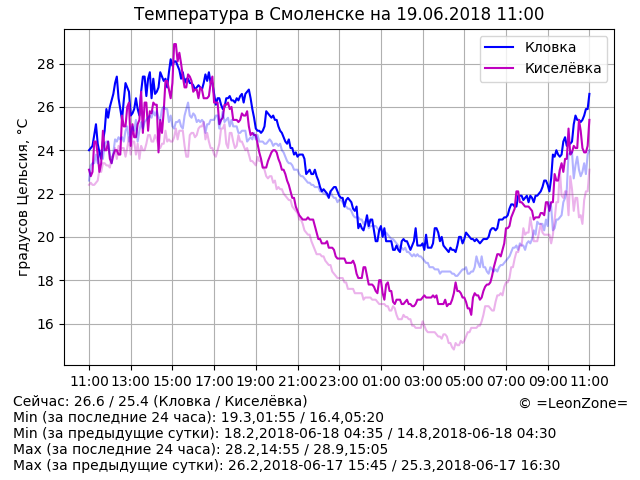 Температура в Смоленске на 19.06.2018 11:00
градусов Цельсия, °C
28
26
24
22
20
18
16
Кловка
Киселёвка
11:00 13:00 15:00 17:00 19:00 21:00 23:00 01:00 03:00 05:00 07:00 09:00 11:00
Сейчас: 26.6 / 25.4 (Кловка / Киселёвка)
© =LeonZone=
Min (за последние 24 часа): 19.3,01:55 / 16.4,05:20
Min (за предыдущие сутки): 18.2,2018-06-18 04:35 / 14.8,2018-06-18 04:30
Max (за последние 24 часа): 28.2,14:55 / 28.9,15:05
Max (за предыдущие сутки): 26.2,2018-06-17 15:45 / 25.3,2018-06-17 16:30